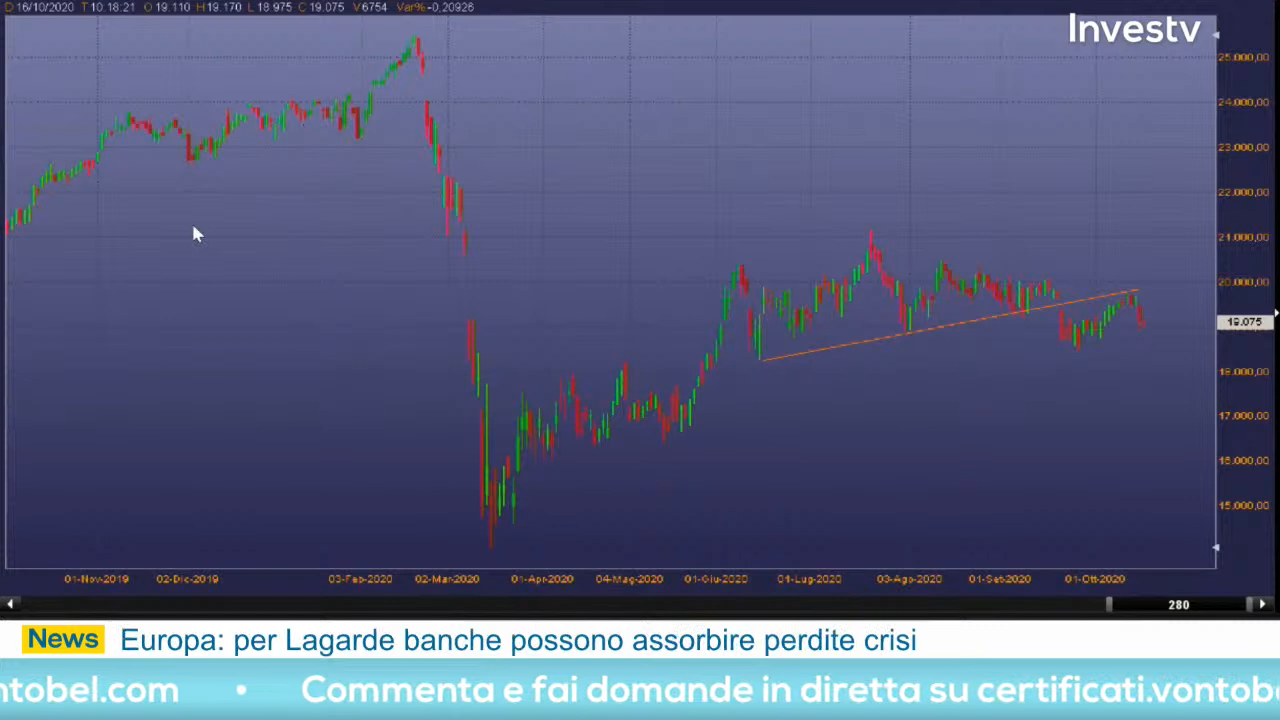 D 16/10/2020 T 10.18.21 O 19.110 H 19.170 L 18.975 C 19.075 V 6754 Var% -0,20926
Investv
25.000,00
24.000,00
23.000,00
22.000,00
21.000,00
20.000,00
19.075
18.000,00
17.000,00
16.000,00
15.000,00
01-Nov-2019 02-Dic-2019 03-Feb-2020 02-Mar-2020 01-Apr-2020 04-Mag-2020 01-Giu-2020 01-Lug-2020 03-Ago-2020 01-Set-2020 01-Ott-2020
280
News Europa: per Lagarde banche possono assorbire perdite crisi
ntobel.com • Commenta e fai domande in diretta su certificati.vontobe